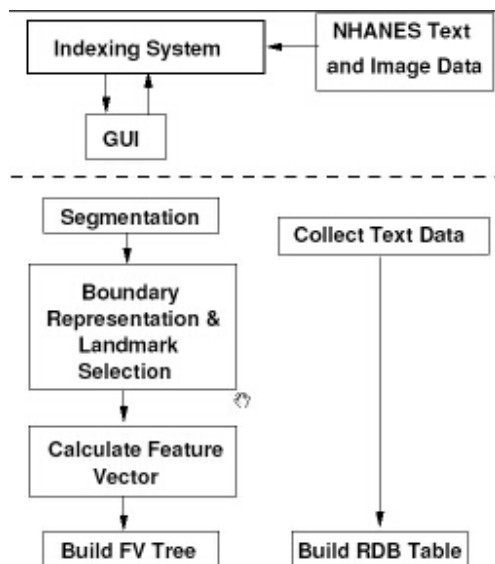 Indexing System
NHANES Text
and Image Data
GUI
Segmentation
Collect Text Data
Boundary
Representation &
Landmark
Selection
Calculate Feature
Vector
Build FV Tree
Build RDB Table